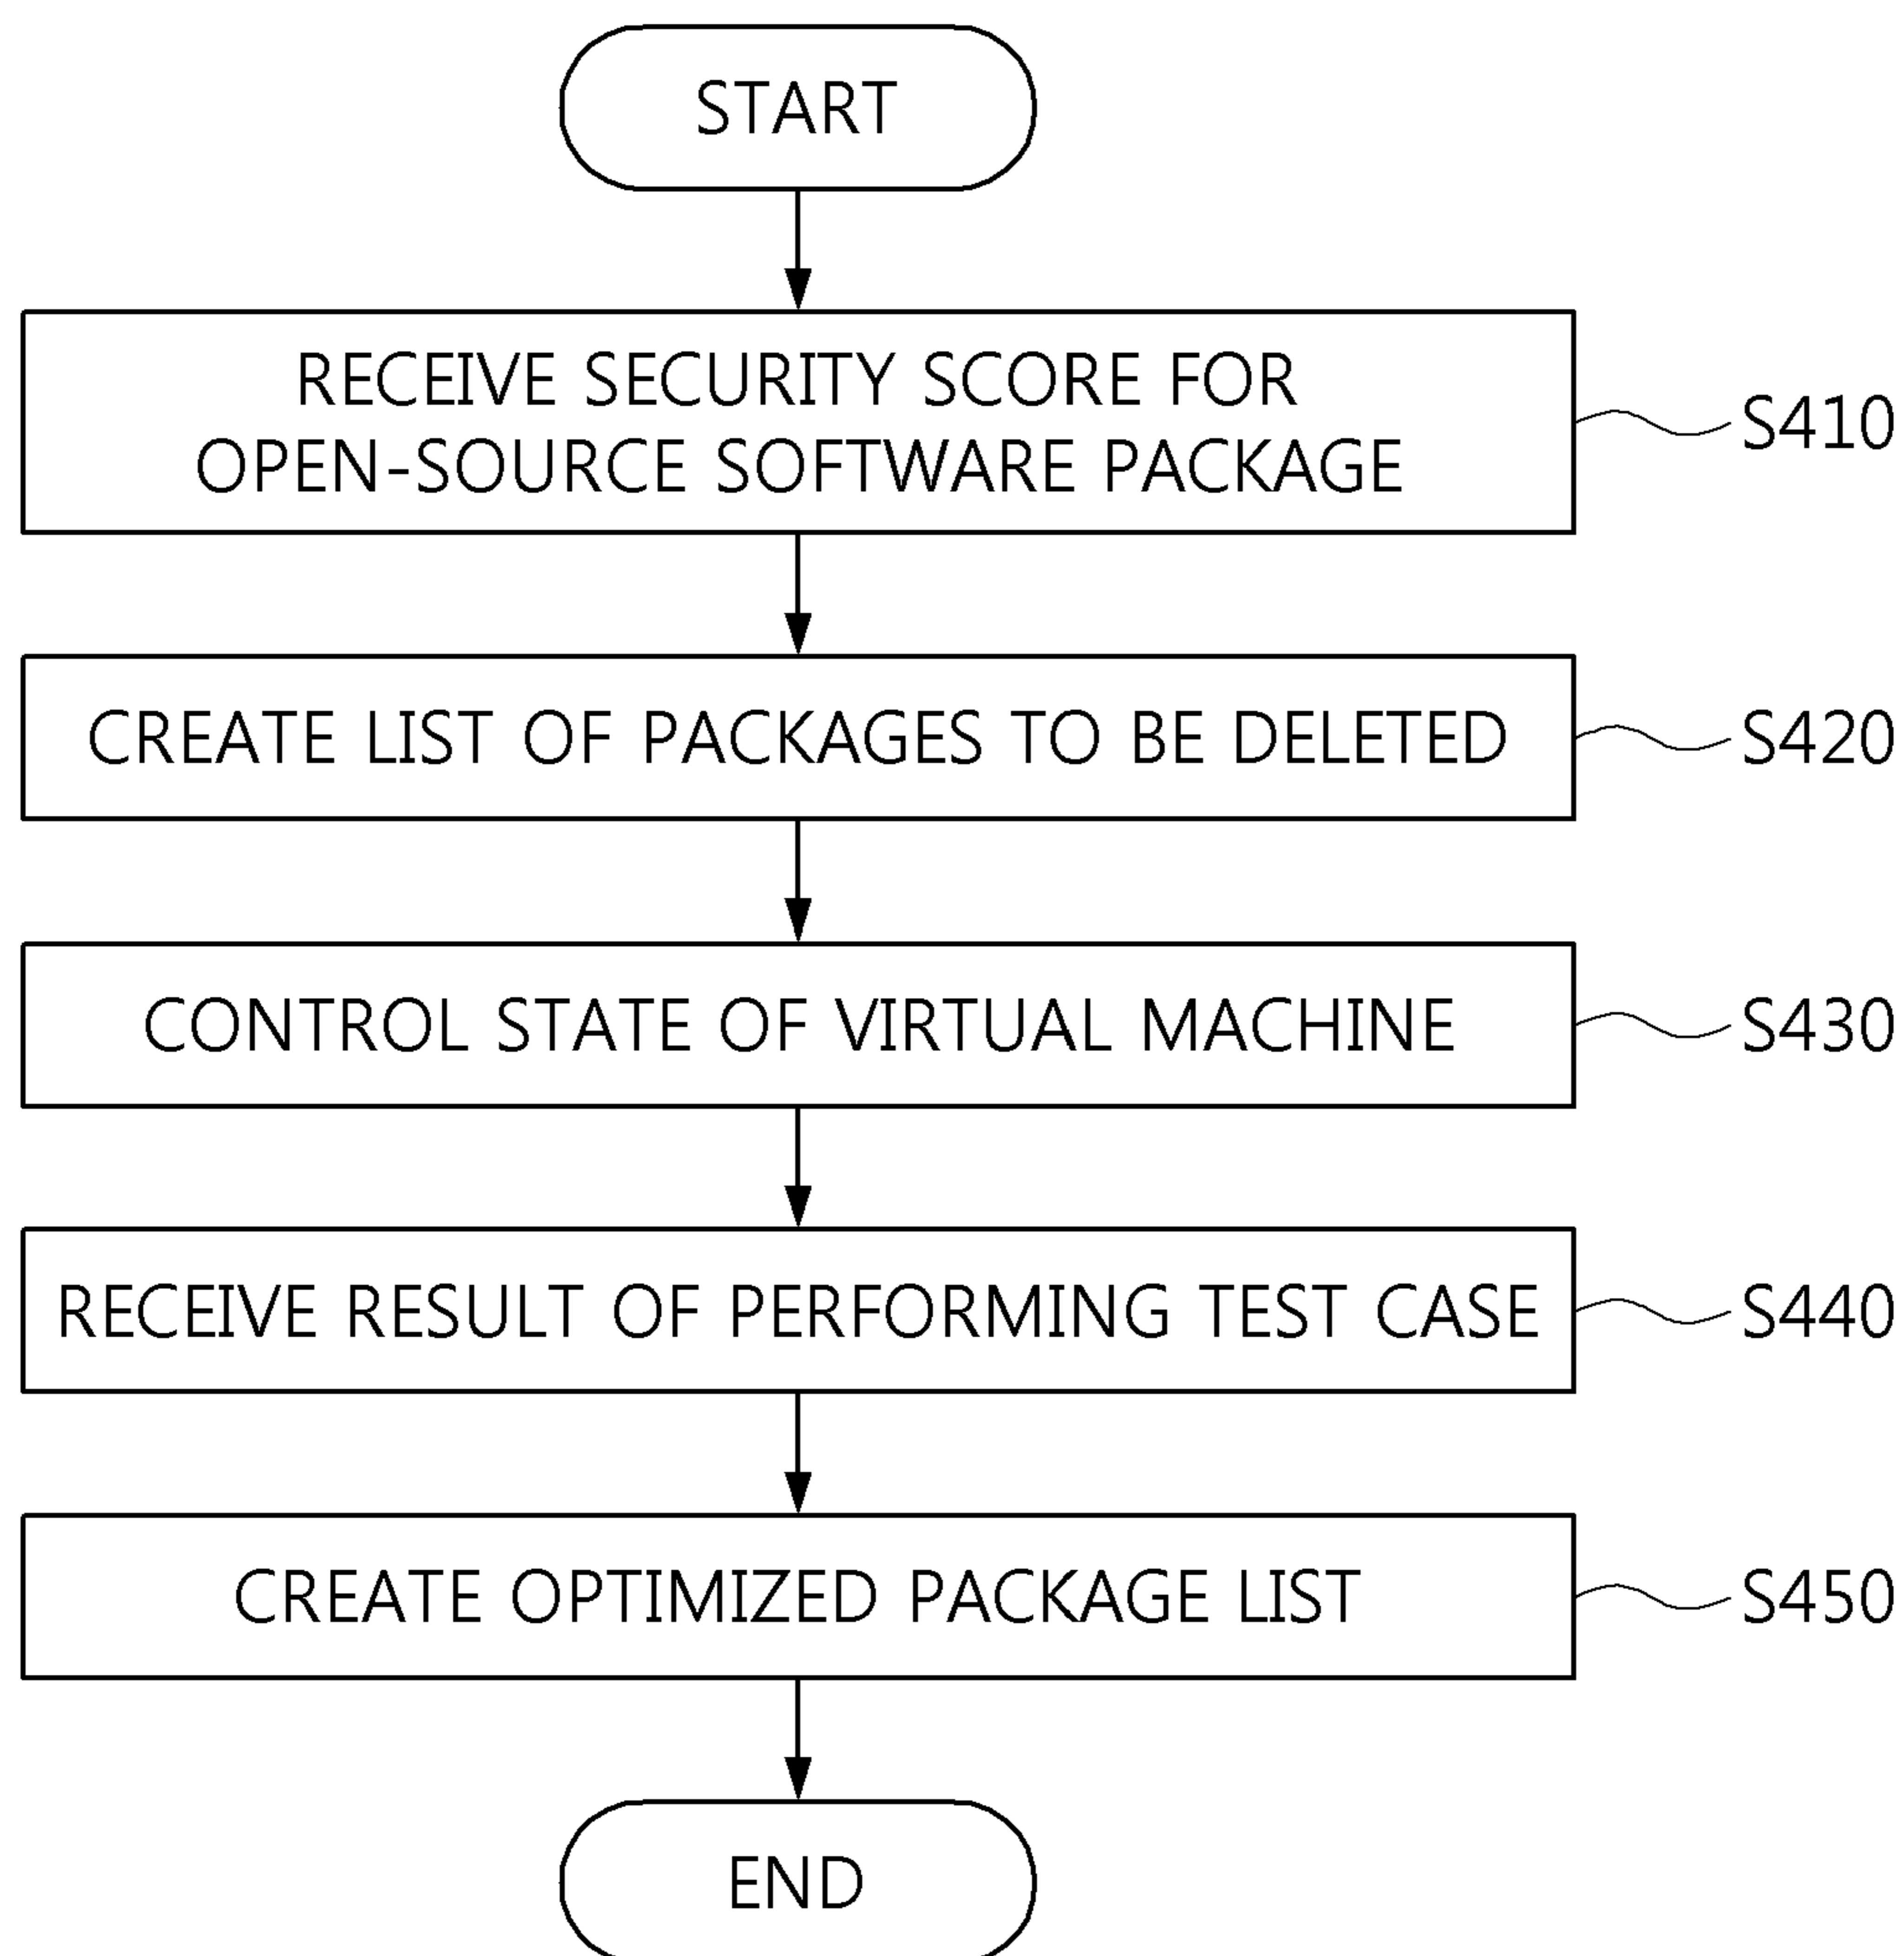 START
RECEIVE SECURITY SCORE FOR
OPEN-SOURCE SOFTWARE PACKAGE
S410
CREATE LIST OF PACKAGES TO BE DELETED
S420
CONTROL STATE OF VIRTUAL MACHINE
S430
RECEIVE RESULT OF PERFORMING TEST CASE
S440
CREATE OPTIMIZED PACKAGE LIST
S450
END